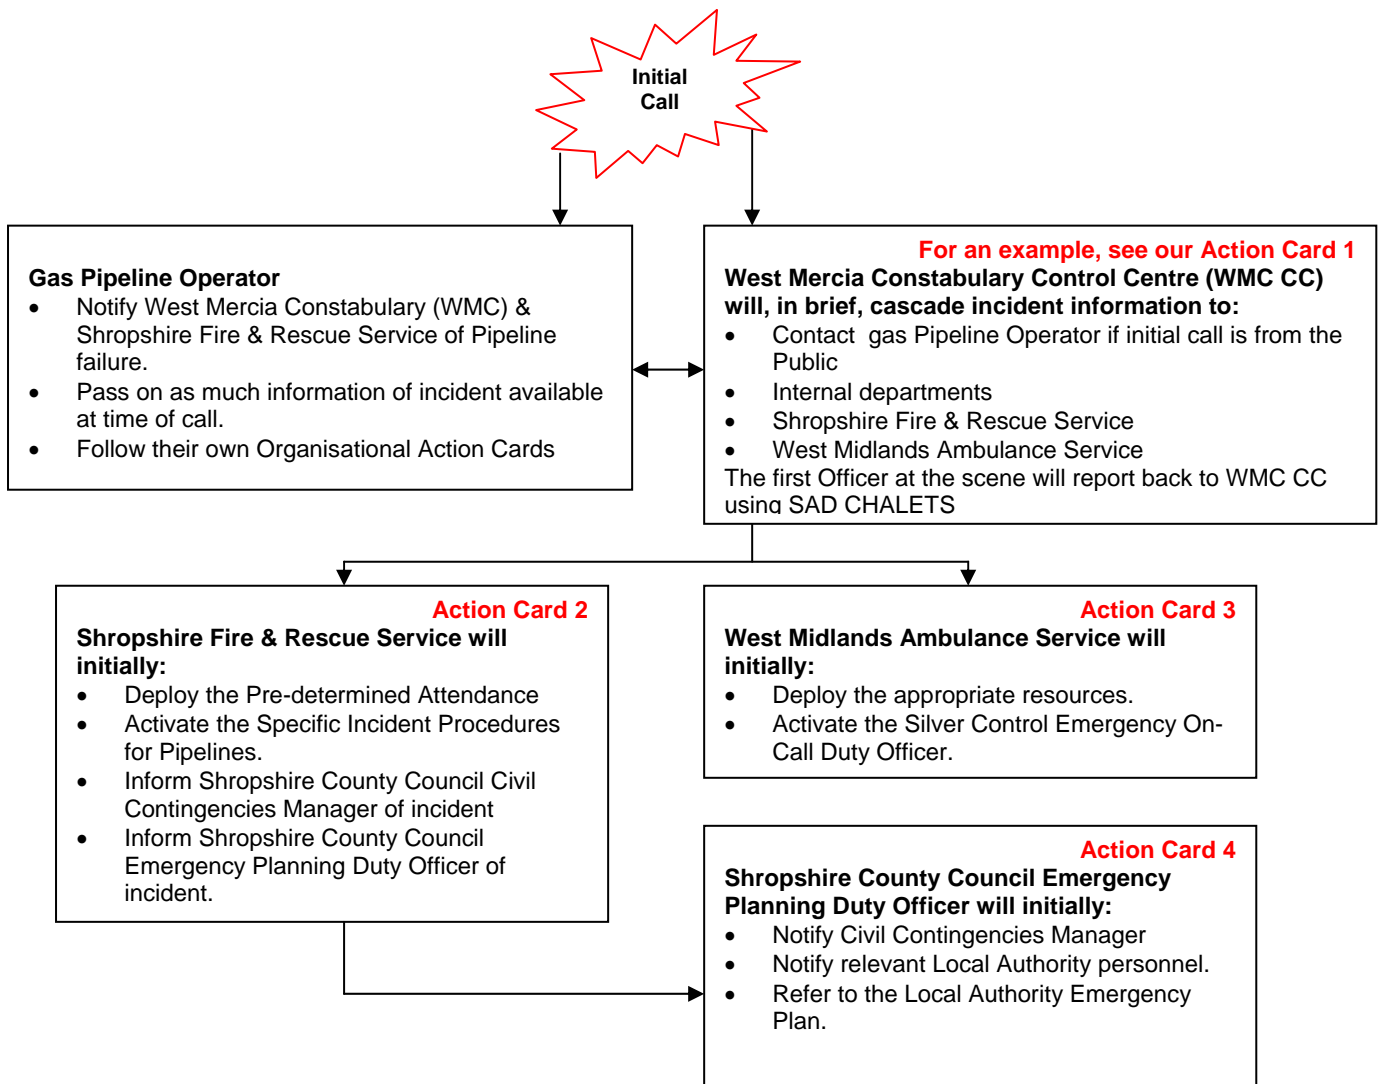 Initial
Call
Gas Pipeline Operator
• Notify West Mercia Constabulary (WMC) &
Shropshire Fire & Rescue Service of Pipeline
failure.
• Pass on as much information of incident available
at time of call.
• Follow their own Organisational Action Cards
For an example, see our Action Card 1
West Mercia Constabulary Control Centre (WMC CC)
will, in brief, cascade incident information to:
• Contact  gas Pipeline Operator if initial call is from the
Public
• Internal departments
• Shropshire Fire & Rescue Service
• West Midlands Ambulance Service
The first Officer at the scene will report back to WMC CC
using SAD CHALETS
Action Card 2
Shropshire Fire & Rescue Service will
initially:
• Deploy the Pre-determined Attendance
• Activate the Specific Incident Procedures
for Pipelines.
• Inform Shropshire County Council Civil
Contingencies Manager of incident
• Inform Shropshire County Council
Emergency Planning Duty Officer of
incident.
Action Card 3
West Midlands Ambulance Service will
initially:
• Deploy the appropriate resources.
• Activate the Silver Control Emergency On-
Call Duty Officer.
Action Card 4
Shropshire County Council Emergency
Planning Duty Officer will initially:
• Notify Civil Contingencies Manager
• Notify relevant Local Authority personnel.
• Refer to the Local Authority Emergency
Plan.